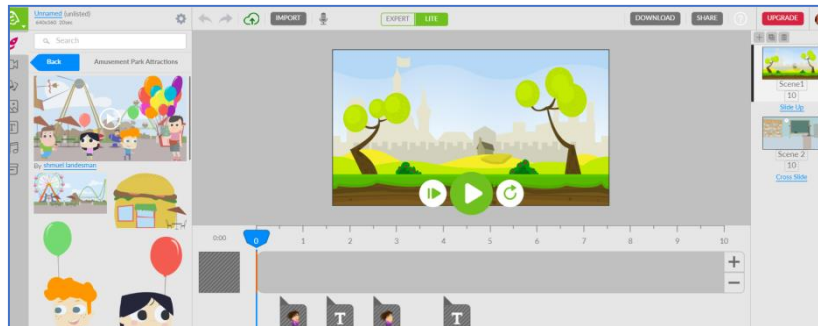 Unnamed (unlisted)
640x360 30sec
IMPORT
EXPERT LITE
DOWNLOAD
SHARE
UPGRADE
Search
Back
Amusement Park Attractions
By shmuel landesman
Scene1
10
Slide Up
Scene 2
10
Cross Slide
0:00
0 1 2 3 4 5 6 7 8 9 10
T T